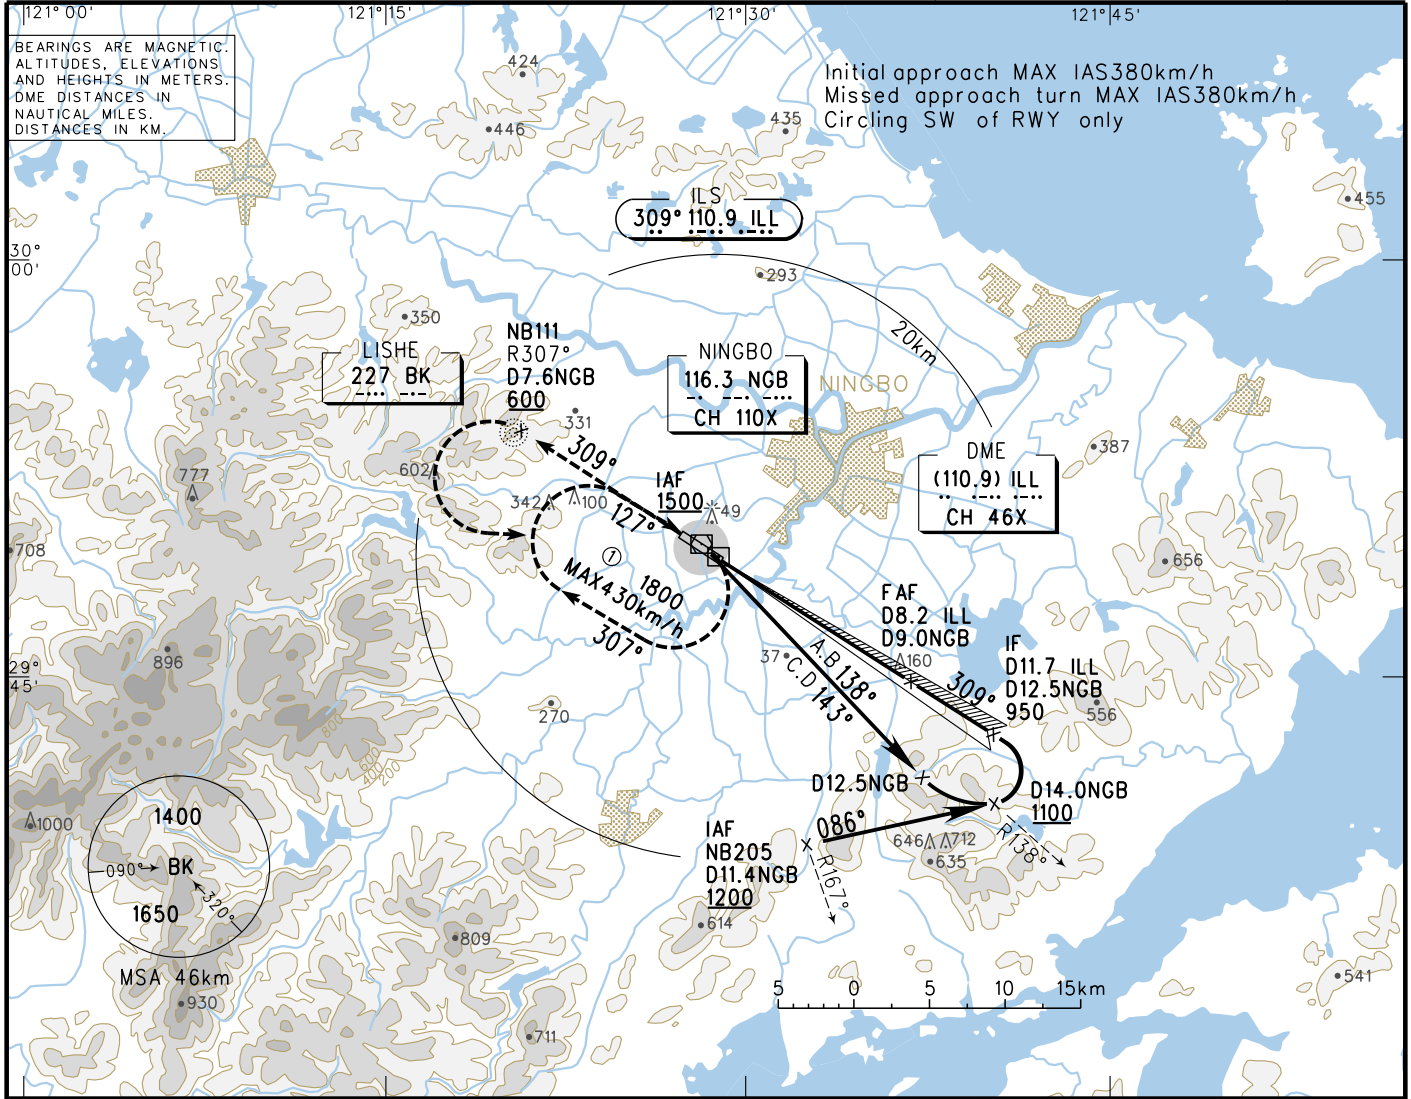 121° 00'
121° 15'
121° 30'
121° 45'
BEARINGS ARE MAGNETIC.
ALTITUDES, ELEVATIONS
AND HEIGHTS IN METERS.
DME DISTANCES IN
NAUTICAL MILES.
DISTANCES IN KM.
Initial approach MAX IAS380km/h
Missed approach turn MAX IAS380km/h
Circling SW of RWY only
424
446
435
455
ILS
309° 110.9 ILL
30°
00'
293
350
20km
NB111
R307°
D7.6NGB
600
LISHE
227 BK
NINGBO
116.3 NGB
CH 110X
NINGBO
331
387
DME
(110.9) ILL
CH 46X
309°
602
777
342
100
IAF
1500
49
127°
708
656
1
1800
MAX430km/h
307°
FAF
D8.2 ILL
D9.0NGB
160
IF
D11.7 ILL
D12.5NGB
950
309°
556
37
A.B 138°
C.D 143°
896
29°
45'
270
800
600
400
200
D12.5NGB
D14.0NGB
1100
R138°
086°
646
712
635
IAF
NB205
D11.4NGB
1200
R167°
614
1000
1400
090°
BK
320°
1650
MSA 46km
930
809
711
541
5 0 5 10 15km